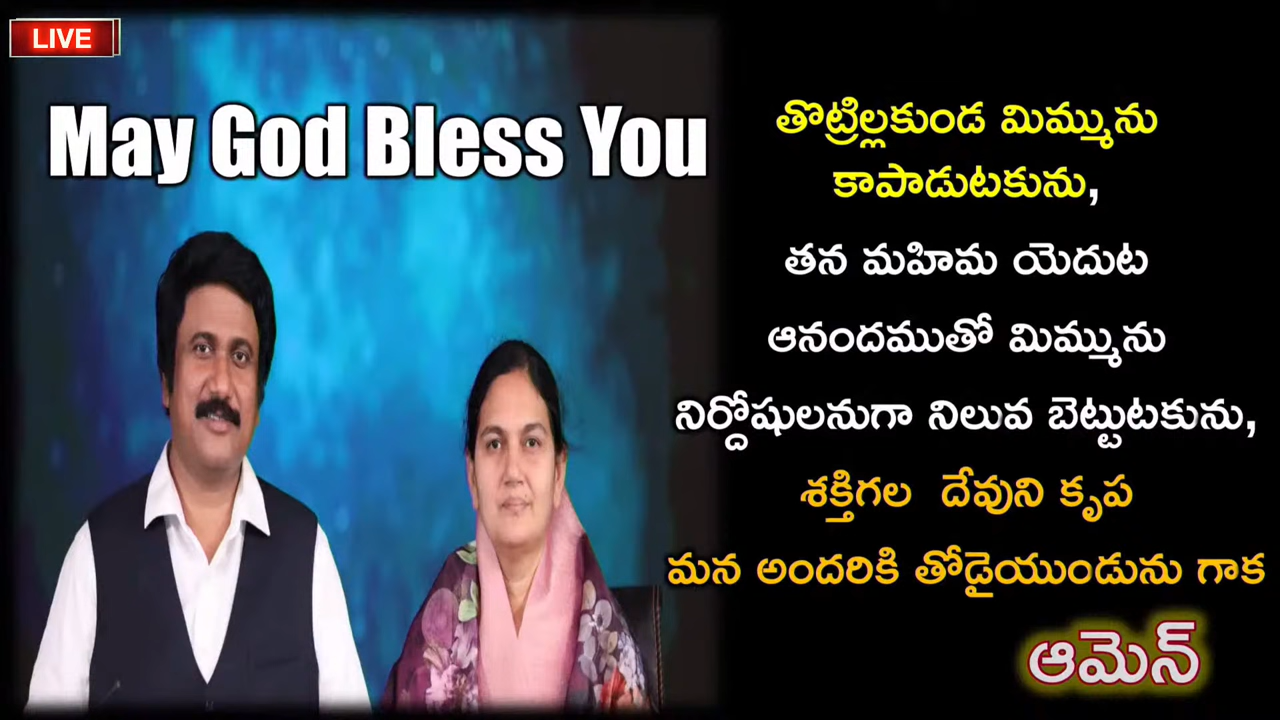 LIVE
May God Bless You
తొట్రిల్లకుండ మిమ్మును
కాపాడుటకును,
తన మహిమ యెదుట
ఆనందముతో మిమ్మును
నిర్దోషులనుగా నిలువ బెట్టుటకును,
శక్తిగల దేవుని కృప
మన అందరికి తోడైయుండును గాక
ఆమెన్